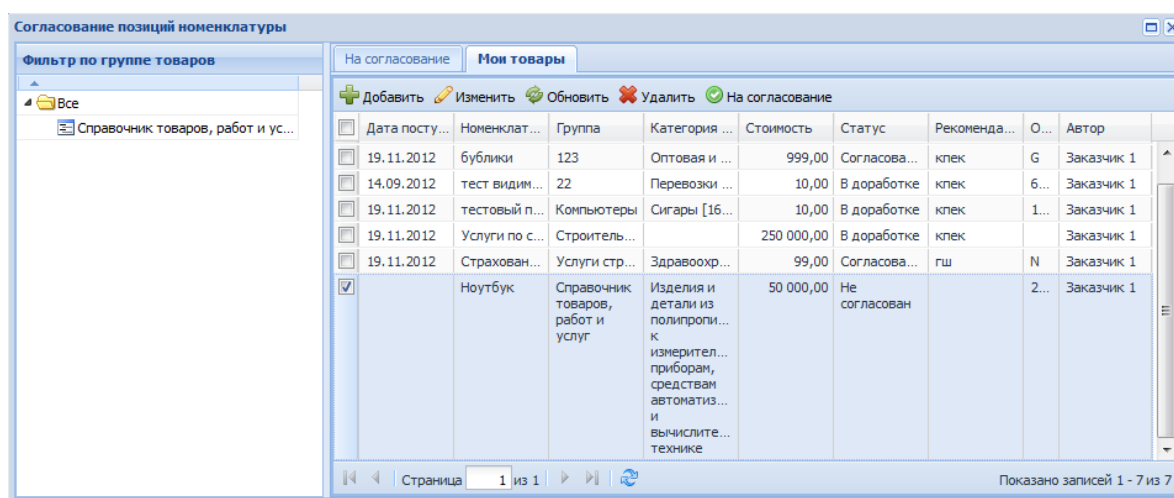 Согласование позиций номенклатуры
Фильтр по группе товаров
Все
Справочник товаров, работ и ус...
На согласование Мои товары
Добавить Изменить Обновить Удалить На согласование
Дата посту... Номенклат... Группа Категория ... Стоимость Статус Рекоменда... О... Автор
19.11.2012 бублики 123 Оптовая и ... 999,00 Согласова... кпек G Заказчик 1
14.09.2012 тест видим... 22 Перевозки ... 10,00 В доработке кпек 6... Заказчик 1
19.11.2012 тестовый п... Компьютеры Сигары [16... 10,00 В доработке кпек 1... Заказчик 1
19.11.2012 Услуги по с... Строитель... 250 000,00 В доработке кпек Заказчик 1
19.11.2012 Страхован... Услуги стр... Здравоохр... 99,00 Согласова... гш N Заказчик 1
Ноутбук Справочник Изделия и 50 000,00 Не 2... Заказчик 1
товаров, детали из согласован
работ и полипропи...
услуг к
измерител...
приборам,
средствам
автоматиз...
и
вычислите...
технике
Страница 1 из 1 Показано записей 1 - 7 из 7